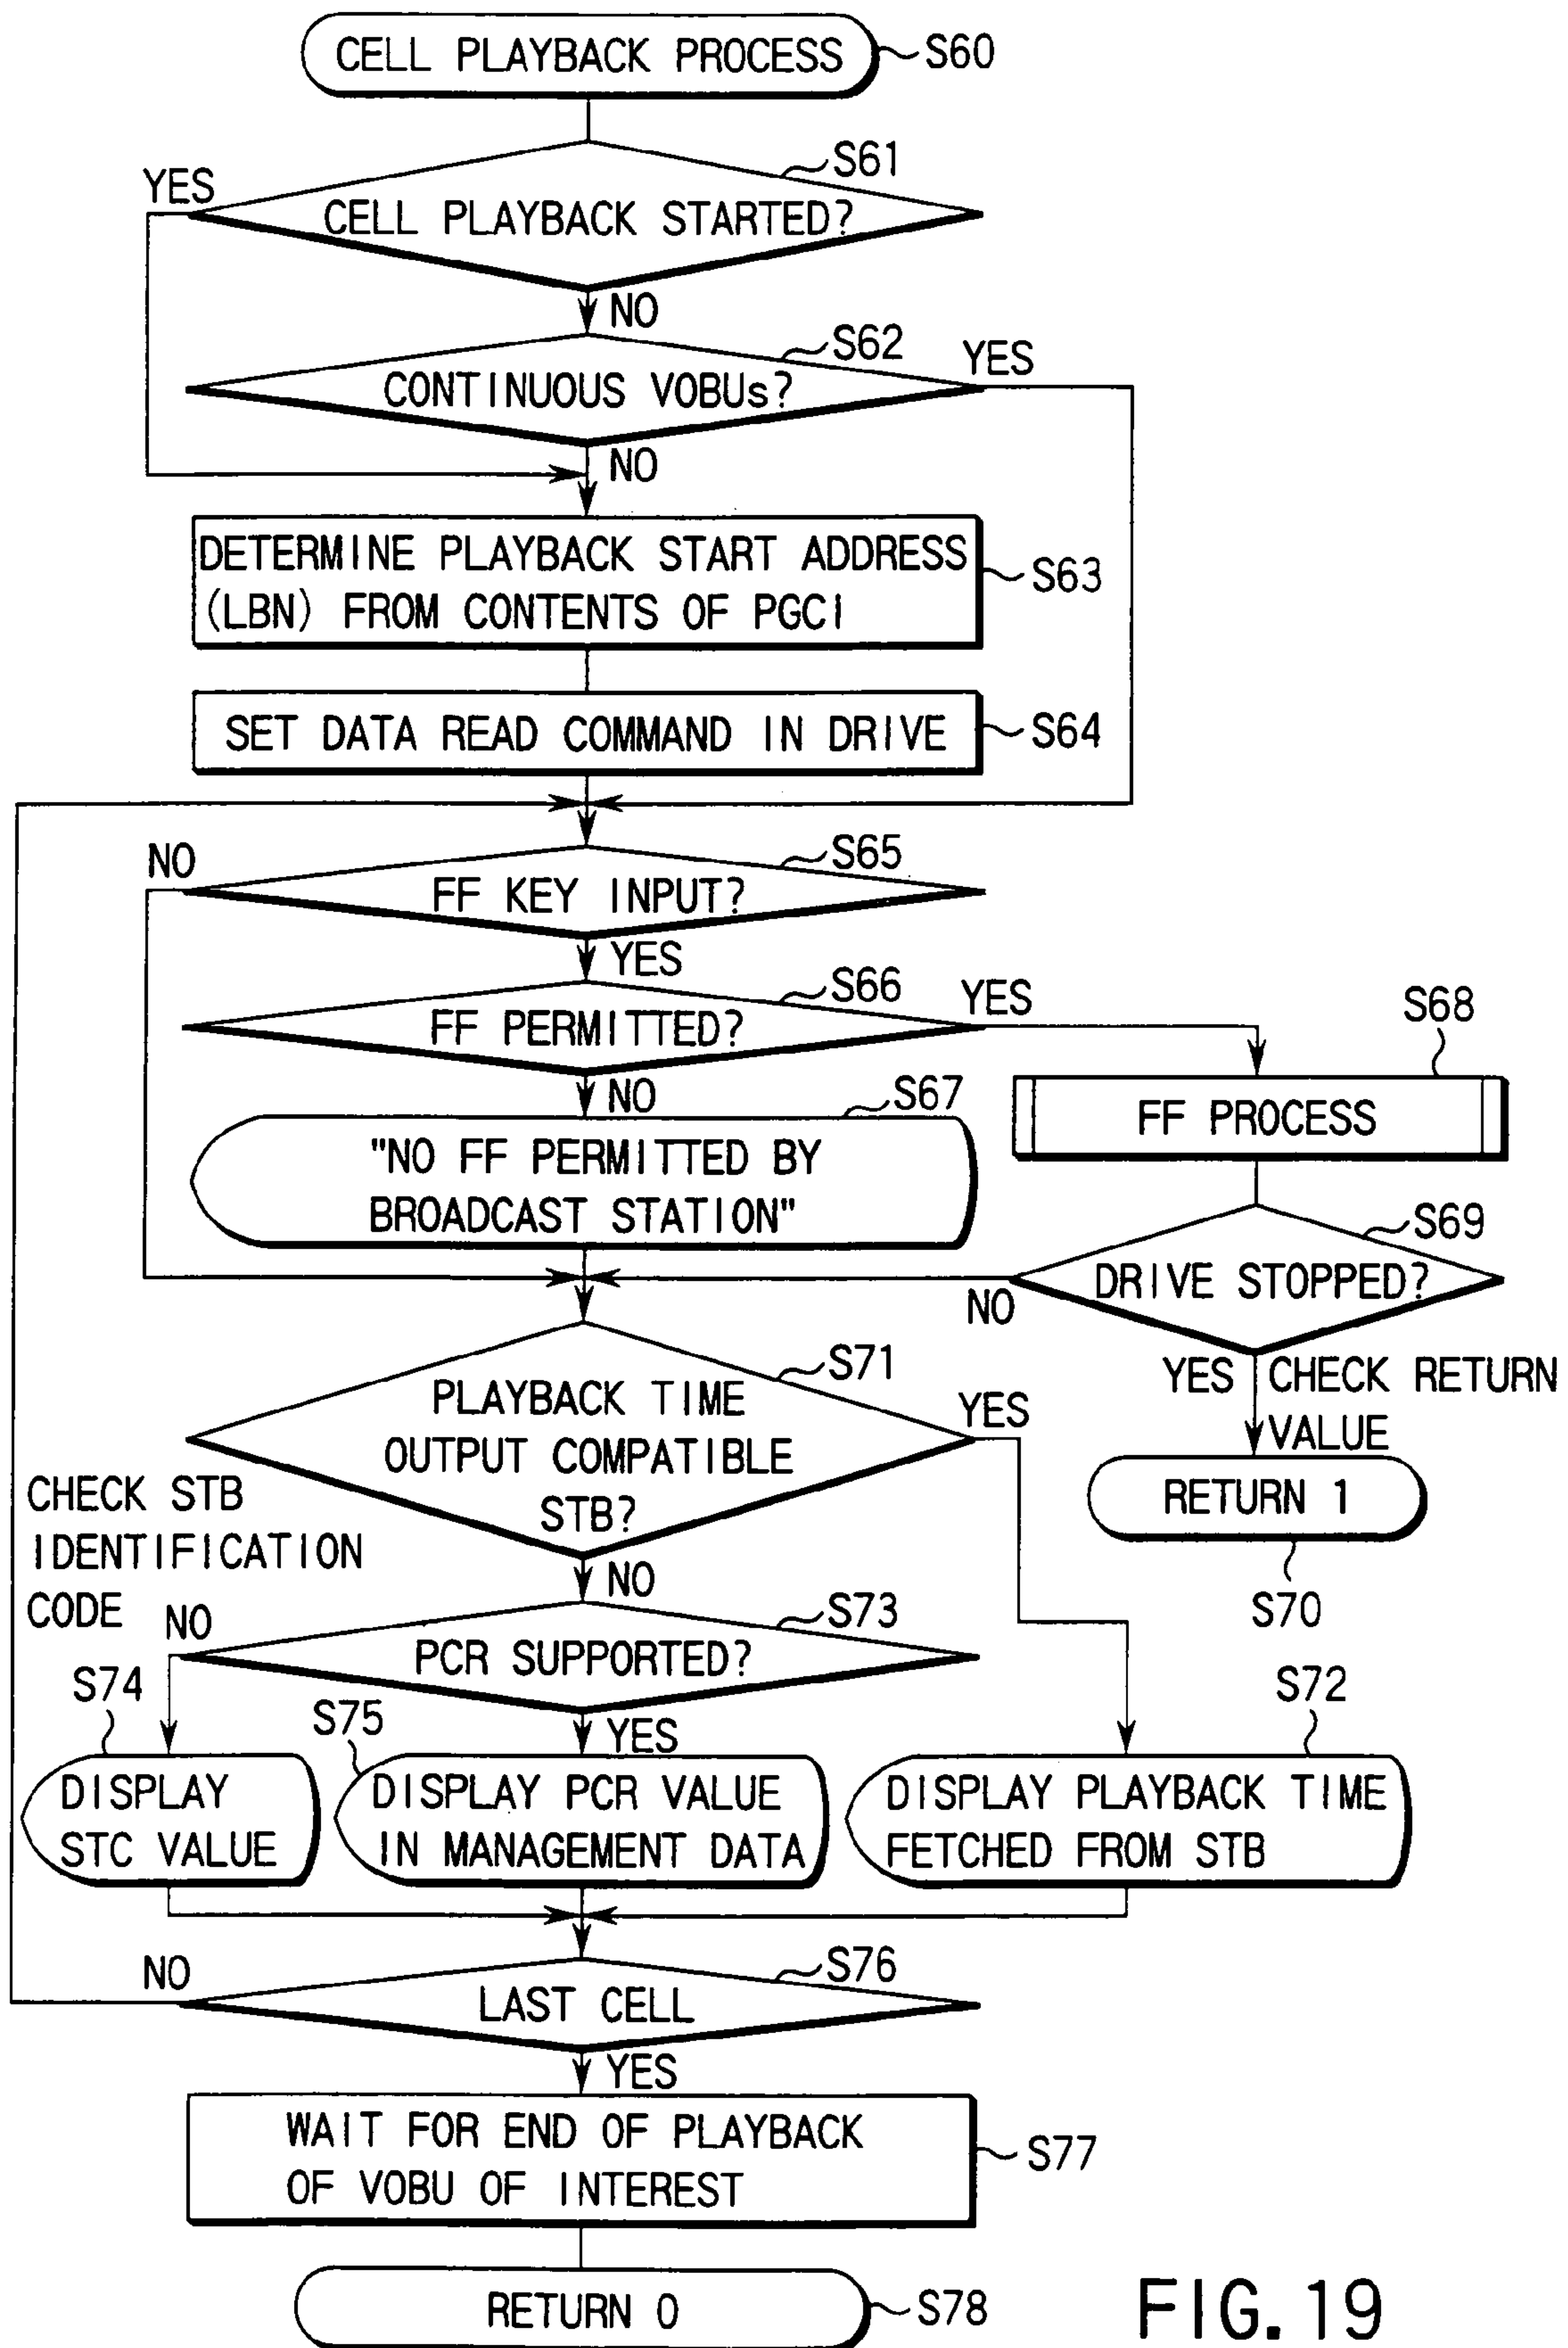 CELL PLAYBACK PROCESS
S60
S61
YES
CELL PLAYBACK STARTED?
NO
S62
YES
CONTINUOUS VOBUs?
NO
DETERMINE PLAYBACK START ADDRESS
(LBN) FROM CONTENTS OF PGCI
S63
SET DATA READ COMMAND IN DRIVE
S64
S65
NO
FF KEY INPUT?
YES
S66
YES
FF PERMITTED?
S68
NO
S67
FF PROCESS
"NO FF PERMITTED BY
BROADCAST STATION"
S69
DRIVE STOPPED?
NO
YES
CHECK RETURN
VALUE
RETURN 1
S70
S71
PLAYBACK TIME
OUTPUT COMPATIBLE
STB?
YES
CHECK STB
IDENTIFICATION
CODE
NO
S73
NO
PCR SUPPORTED?
S74
S75
YES
S72
DISPLAY
STC VALUE
DISPLAY PCR VALUE
IN MANAGEMENT DATA
DISPLAY PLAYBACK TIME
FETCHED FROM STB
S76
NO
LAST CELL
YES
WAIT FOR END OF PLAYBACK
OF VOBU OF INTEREST
S77
RETURN 0
S78
FIG.19